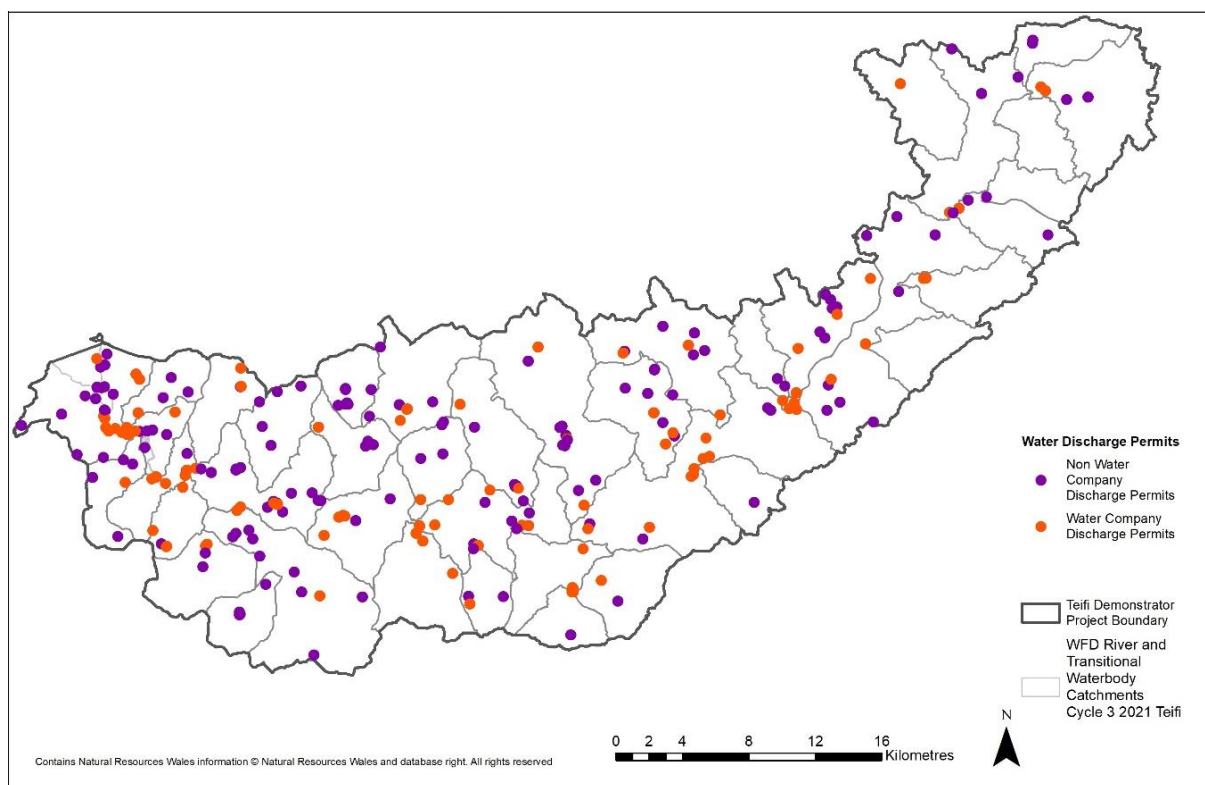 Water Discharge Permits
Non Water
Company
Discharge Permits
Water Company
Discharge Permits
Teifi Demonstrator
Project Boundary
WFD River and
Transitional
Waterbody
Catchments
Cycle 3 2021 Teifi
N
0 2 4 8 12 16
Kilometres
Contains Natural Resources Wales information © Natural Resources Wales and database right. All rights reserved